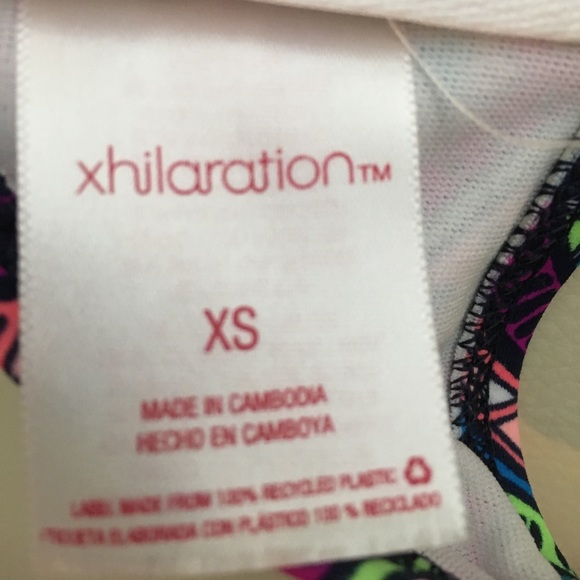 xhilaration™
XS
MADE IN CAMBODIA
HECHO EN CAMBOYA
LABEL MADE FROM 100% RECYCLED PLASTIC
ETIQUETA ELABORADA CON PLÁSTICO 100 % RECICLADO